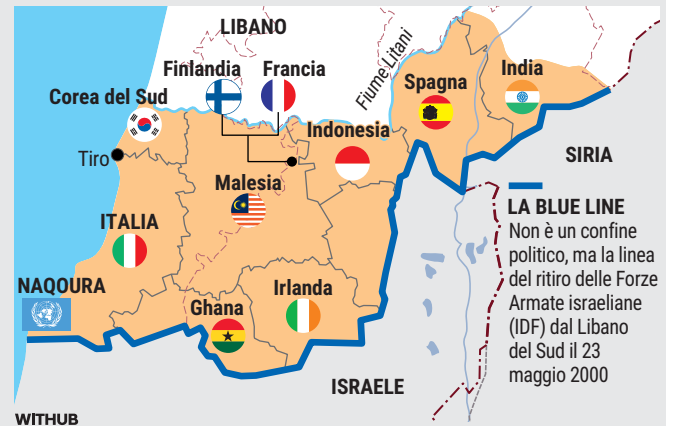 LIBANO
Finlandia
Francia
Fiume Litani
Spagna
India
Corea del Sud
Indonesia
Tiro
SIRIA
Malesia
ITALIA
LA BLUE LINE
Non è un confine
politico, ma la linea
del ritiro delle Forze
Armate israeliane
(IDF) dal Libano
del Sud il 23
maggio 2000
NAQOURA
Irlanda
Ghana
ISRAELE
WITHUB